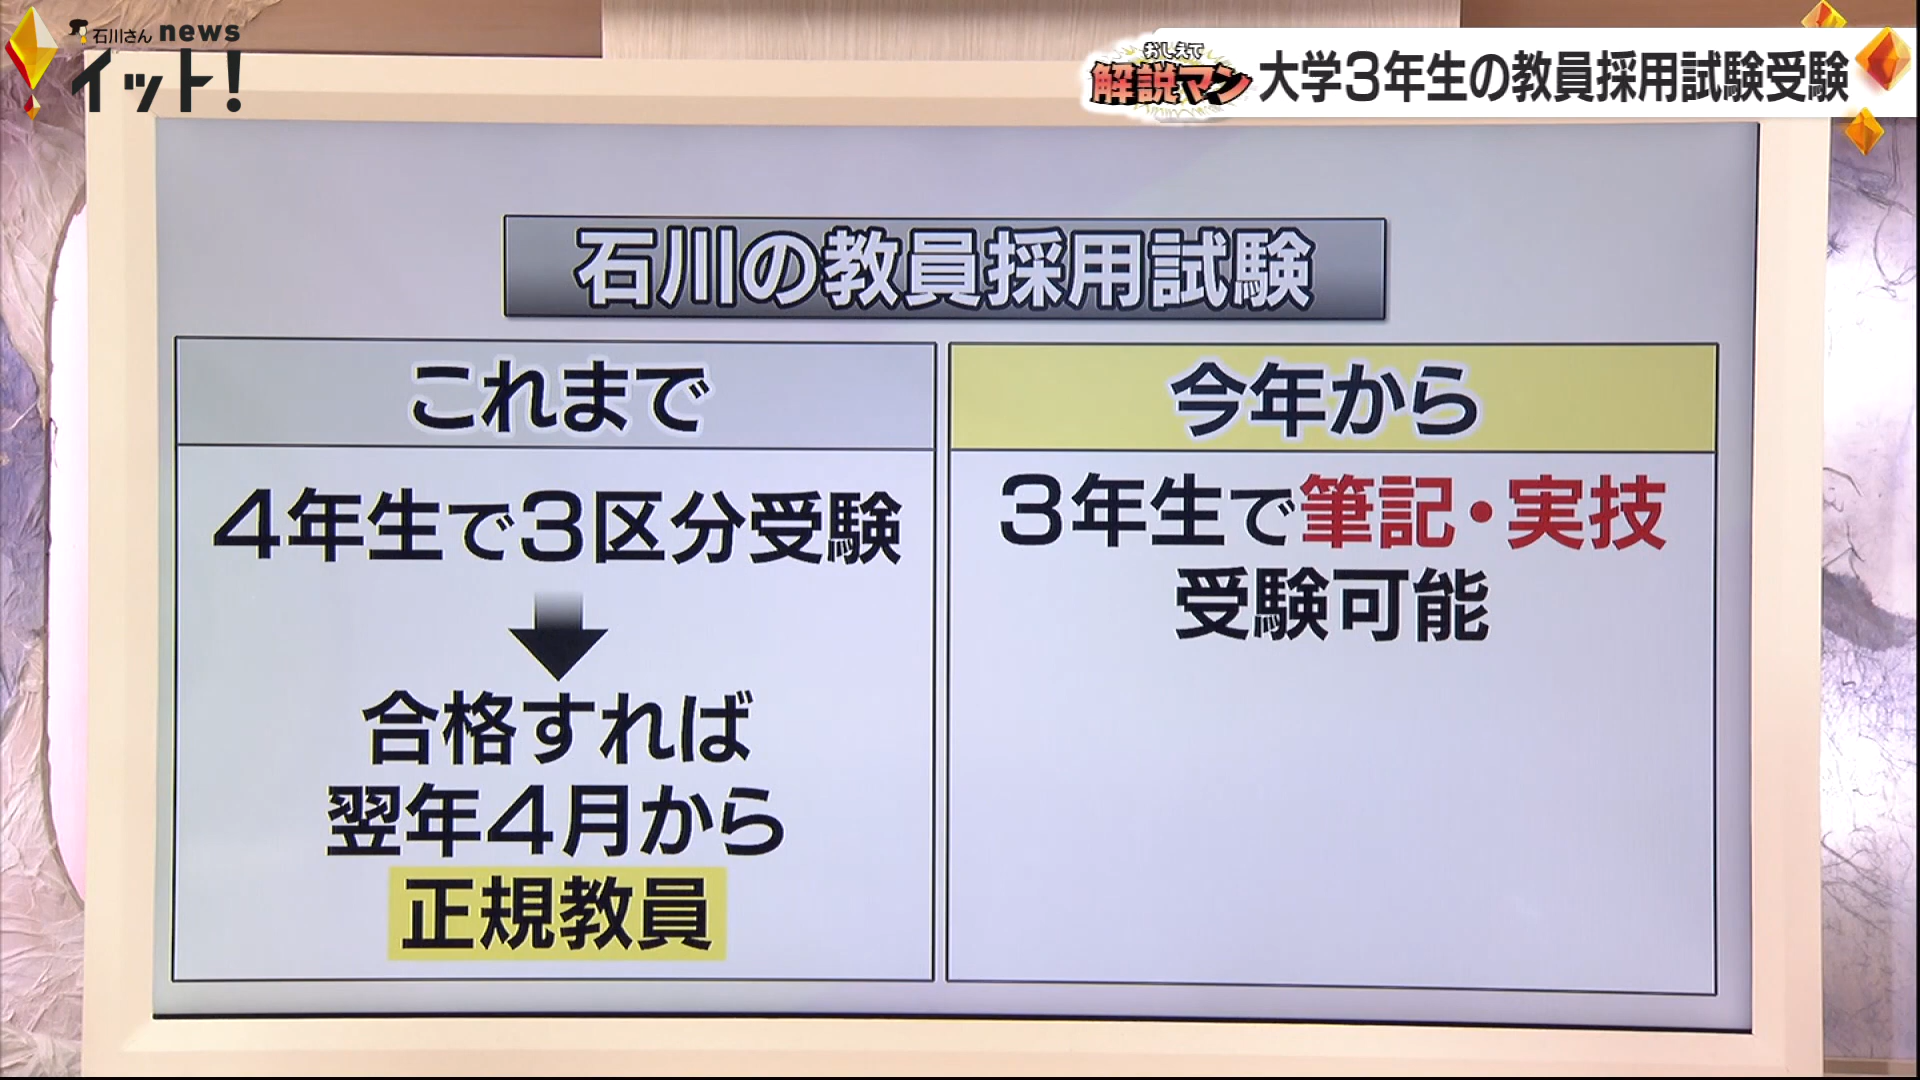 石川さん news
イット!
おしえて
解説マン 大学3年生の教員採用試験受験
石川の教員採用試験
これまで
4年生で3区分受験
合格すれば
翌年4月から
正規教員
今年から
3年生で筆記・実技
受験可能